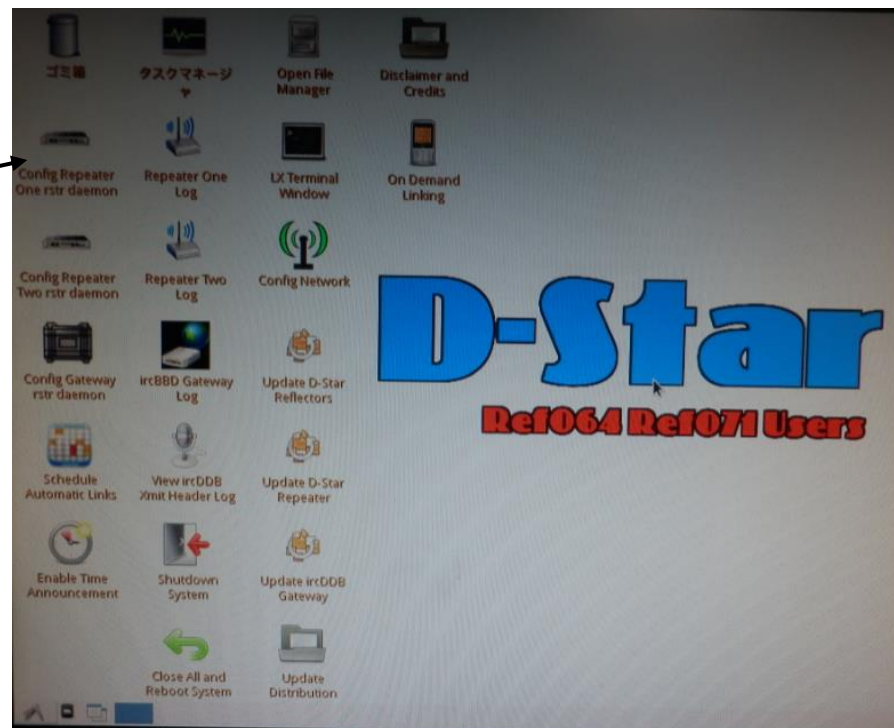 ゴミ箱
タスクマネージ
ャ
Open File
Manager
Disclaimer and
Credits
Config Repeater
One rstr daemon
Repeater One
Log
LX Terminal
Window
On Demand
Linking
Config Repeater
Two rstr daemon
Repeater Two
Log
Config Network
Config Gateway
rstr daemon
ircBBD Gateway
Log
Update D-Star
Reflectors
Schedule
Automatic Links
View ircDDB
Xmit Header Log
Update D-Star
Repeater
Enable Time
Announcement
Shutdown
System
Update ircDDB
Gateway
Close All and
Reboot System
Update
Distribution
D-Star
Ref064 Ref071 Users